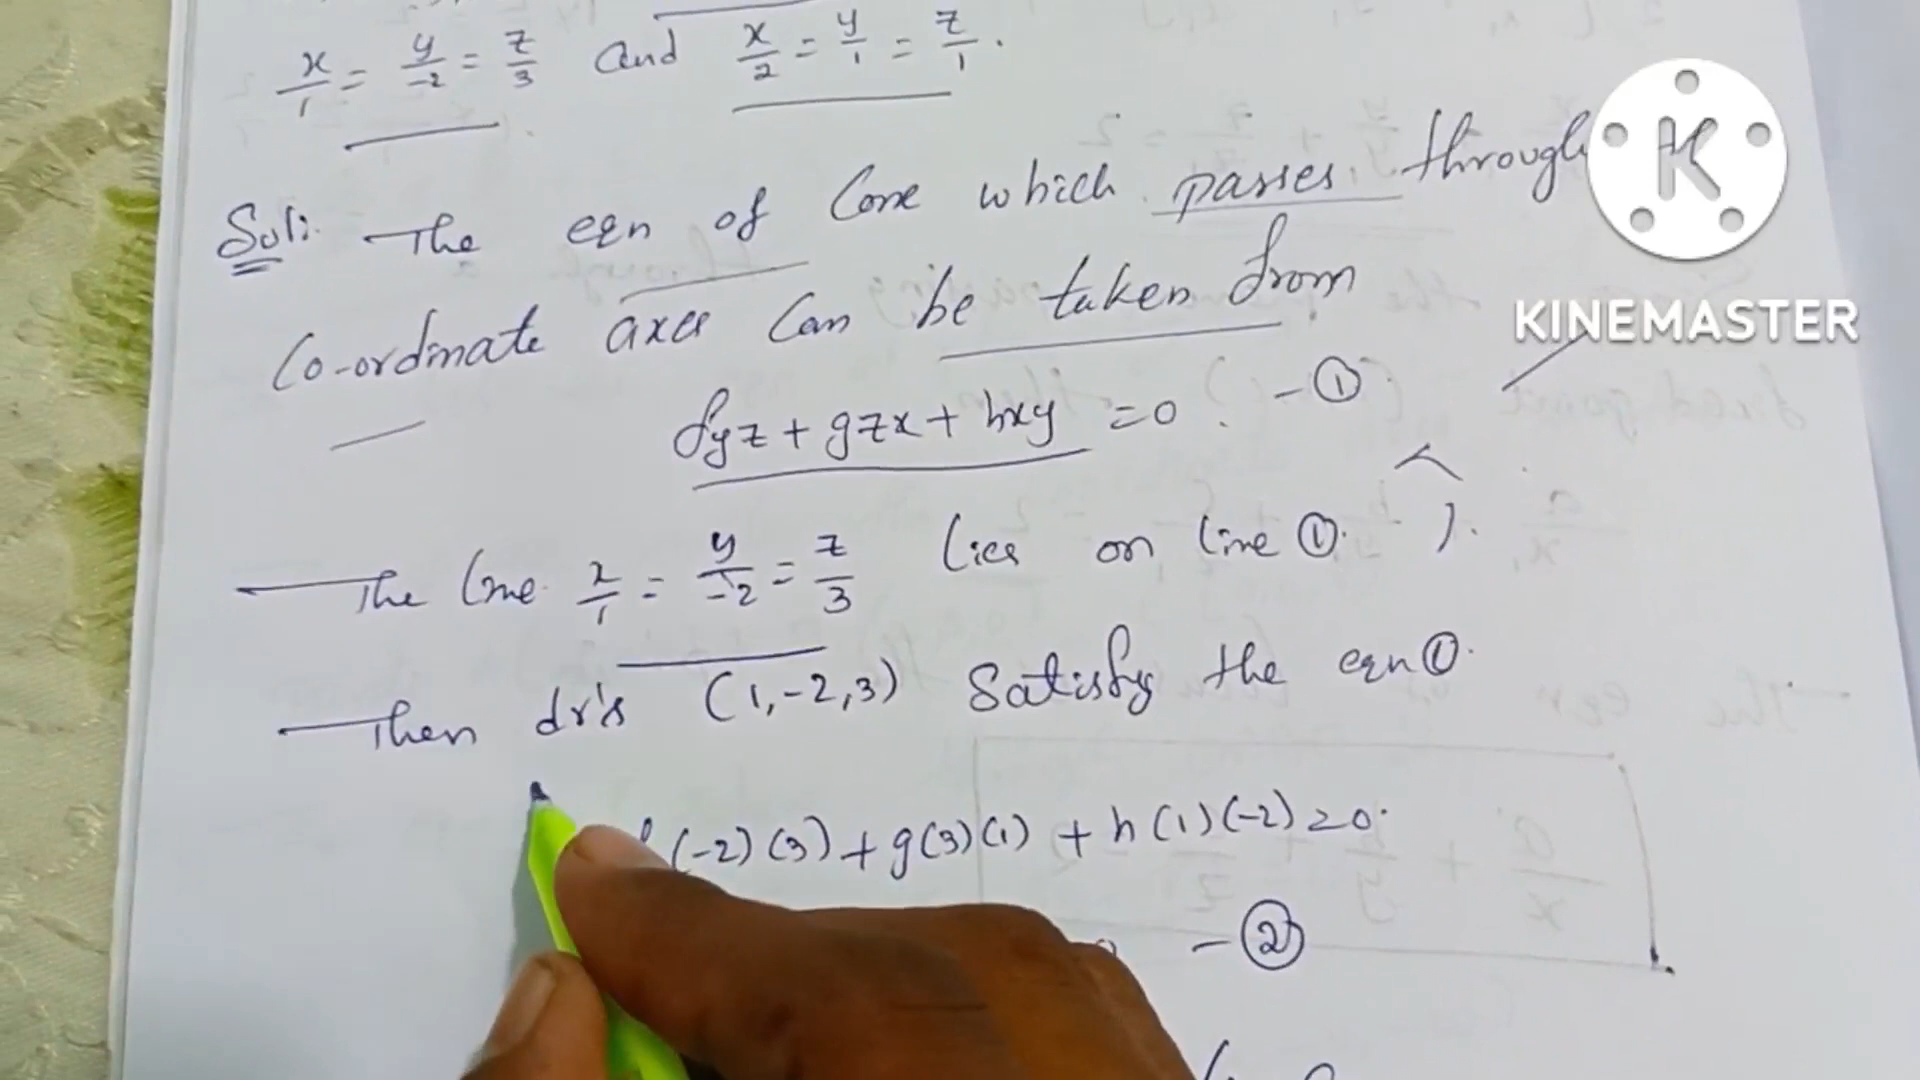 x/1 = y/-2 = z/3 and x/2 = y/1 = z/1.
Sol: The eqn of Cone which passes through
KINEMASTER
Co-ordinate axes Can be taken from
fyz + gzx + hxy = 0. - ①
The line x/1 = y/-2 = z/3 lies on line ①.
Then dr's (1,-2,3) Satisfy the eqn ①.
(-2)(3) + g(3)(1) + h(1)(-2) = 0.
- ②